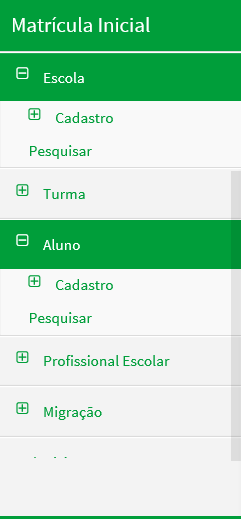 Matrícula Inicial
Escola
Cadastro
Pesquisar
Turma
Aluno
Cadastro
Pesquisar
Profissional Escolar
Migração